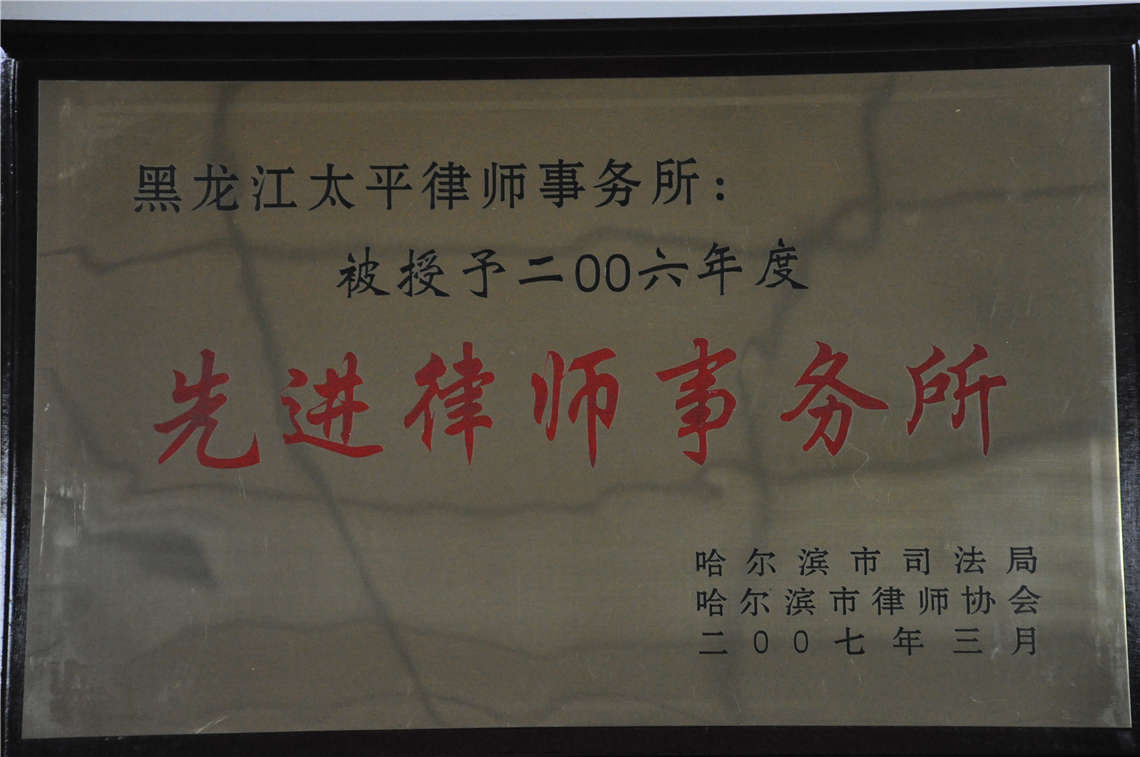 黑龙江太平律师事务所：
被授予二00六年度
先进律师事务所
哈尔滨市司法局
哈尔滨市律师协会
二00七年三月